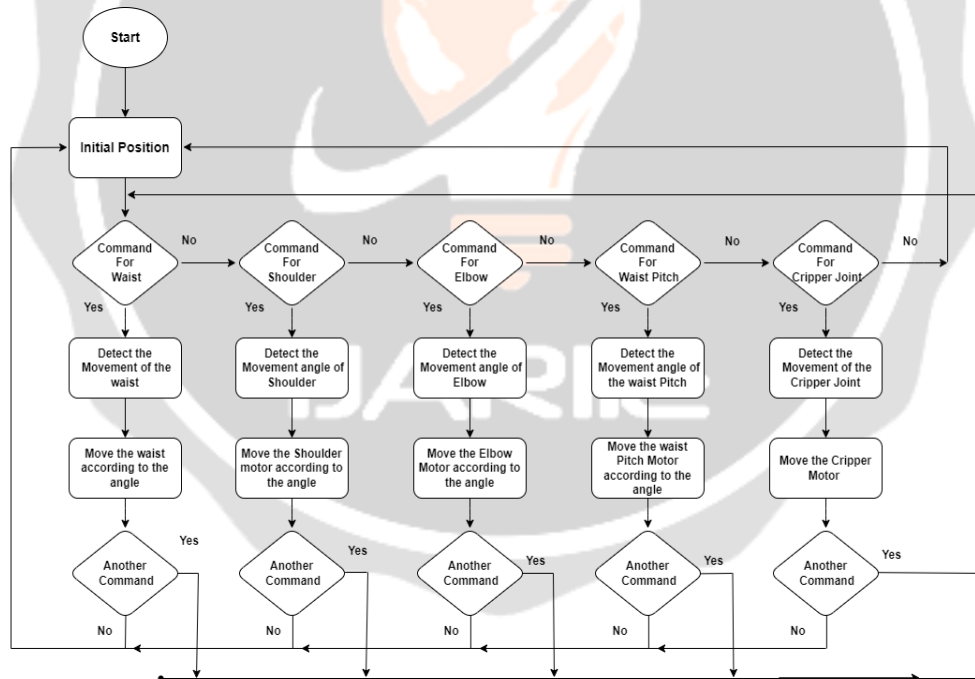 Start
Initial Position
Command
For
Waist
No
Command
For
Shoulder
No
Command
For
Elbow
No
Command
For
Waist Pitch
No
Command
For
Cripper Joint
No
Yes
Yes
Yes
Yes
Yes
Detect the
Movement of the
waist
Detect the
Movement angle of
Shoulder
Detect the
Movement angle of
Elbow
Detect the
Movement angle of
the waist Pitch
Detect the
Movement of the
Cripper Joint
IJARIIE
Move the waist
according to the
angle
Move the Shoulder
motor according to
the angle
Move the Elbow
Motor according to
the angle
Move the waist
Pitch Motor
according to the
angle
Move the Cripper
Motor
Another
Command
Yes
Another
Command
Yes
Another
Command
Yes
Another
Command
Yes
Another
Command
Yes
No
No
No
No
No